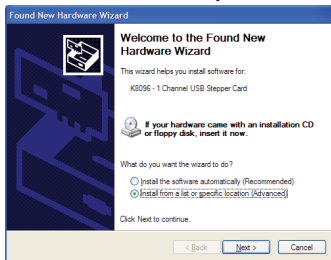 Found New Hardware Wizard
Welcome to the Found New
Hardware Wizard
This wizard helps you install software for:
K8096 - 1 Channel USB Stepper Card
If your hardware came with an installation CD
or floppy disk, insert it now.
What do you want the wizard to do?
Install the software automatically (Recommended)
Install from a list or specific location (Advanced)
Click Next to continue.
< Back Next > Cancel